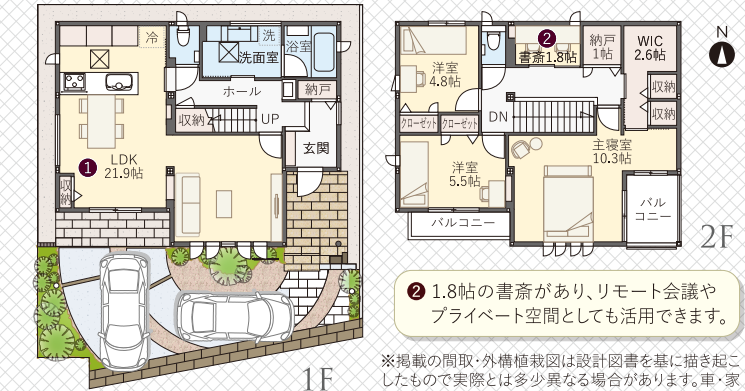 冷
洗
洗面室
浴室
ホール
納戸
収納
UP
玄関
1
LDK
21.9帖
収納
1F
2
書斎1.8帖
納戸
1帖
WIC
2.6帖
N
洋室
4.8帖
収納
収納
DN
クローゼット
クローゼット
主寝室
10.3帖
洋室
5.5帖
バルコニー
バル
コニー
2F
2 1.8帖の書斎があり、リモート会議や
プライベート空間としても活用できます。
※掲載の間取・外構植栽図は設計図書を基に描き起こ
したもので実際とは多少異なる場合があります。車・家